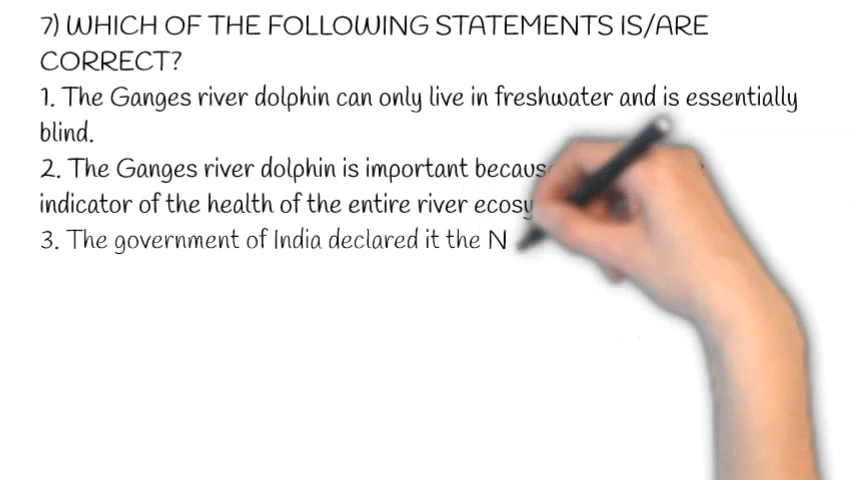 7) WHICH OF THE FOLLOWING STATEMENTS IS/ARE
CORRECT?
1. The Ganges river dolphin can only live in freshwater and is essentially
blind.
2. The Ganges river dolphin is important
indicator of the health of the entire river
3. The government of India declared it the N